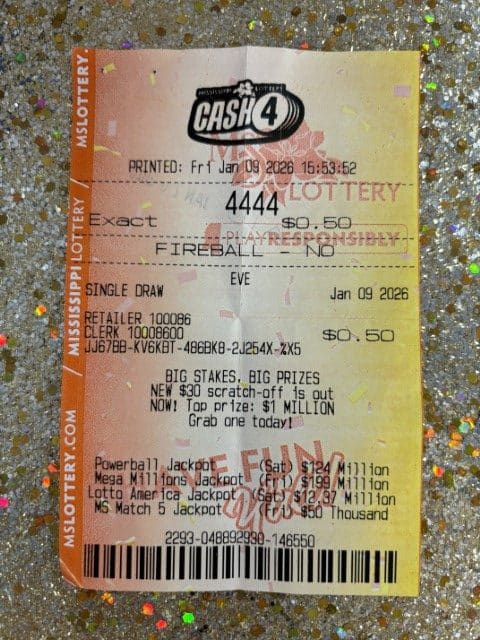 MISSISSIPPI LOTTERY
CASH 4
PRINTED: Fri Jan 09 2026 15:53:52
LOTTERY
4444
Exact $0.50
PLAY RESPONSIBLY
FIREBALL - NO
EVE
SINGLE DRAW Jan 09 2026
RETAILER 100086
CLERK 10008600 $0.50
JJ67BB-KV6KBT-486BK8-2J254X-%X5
BIG STAKES, BIG PRIZES
NEW $30 scratch-off is out
NOW! Top prize: $1 MILLION
Grab one today!
Powerball Jackpot (Sat) $124 Million
Mega Millions Jackpot (Fri) $199 Million
Lotto America Jackpot (Sat) $12.37 Million
MS Match 5 Jackpot (Fri) $50 Thousand
2293-048892930-146550
MSLOTTERY.COM / MISSISSIPPI LOTTERY / MSLOTTERY.